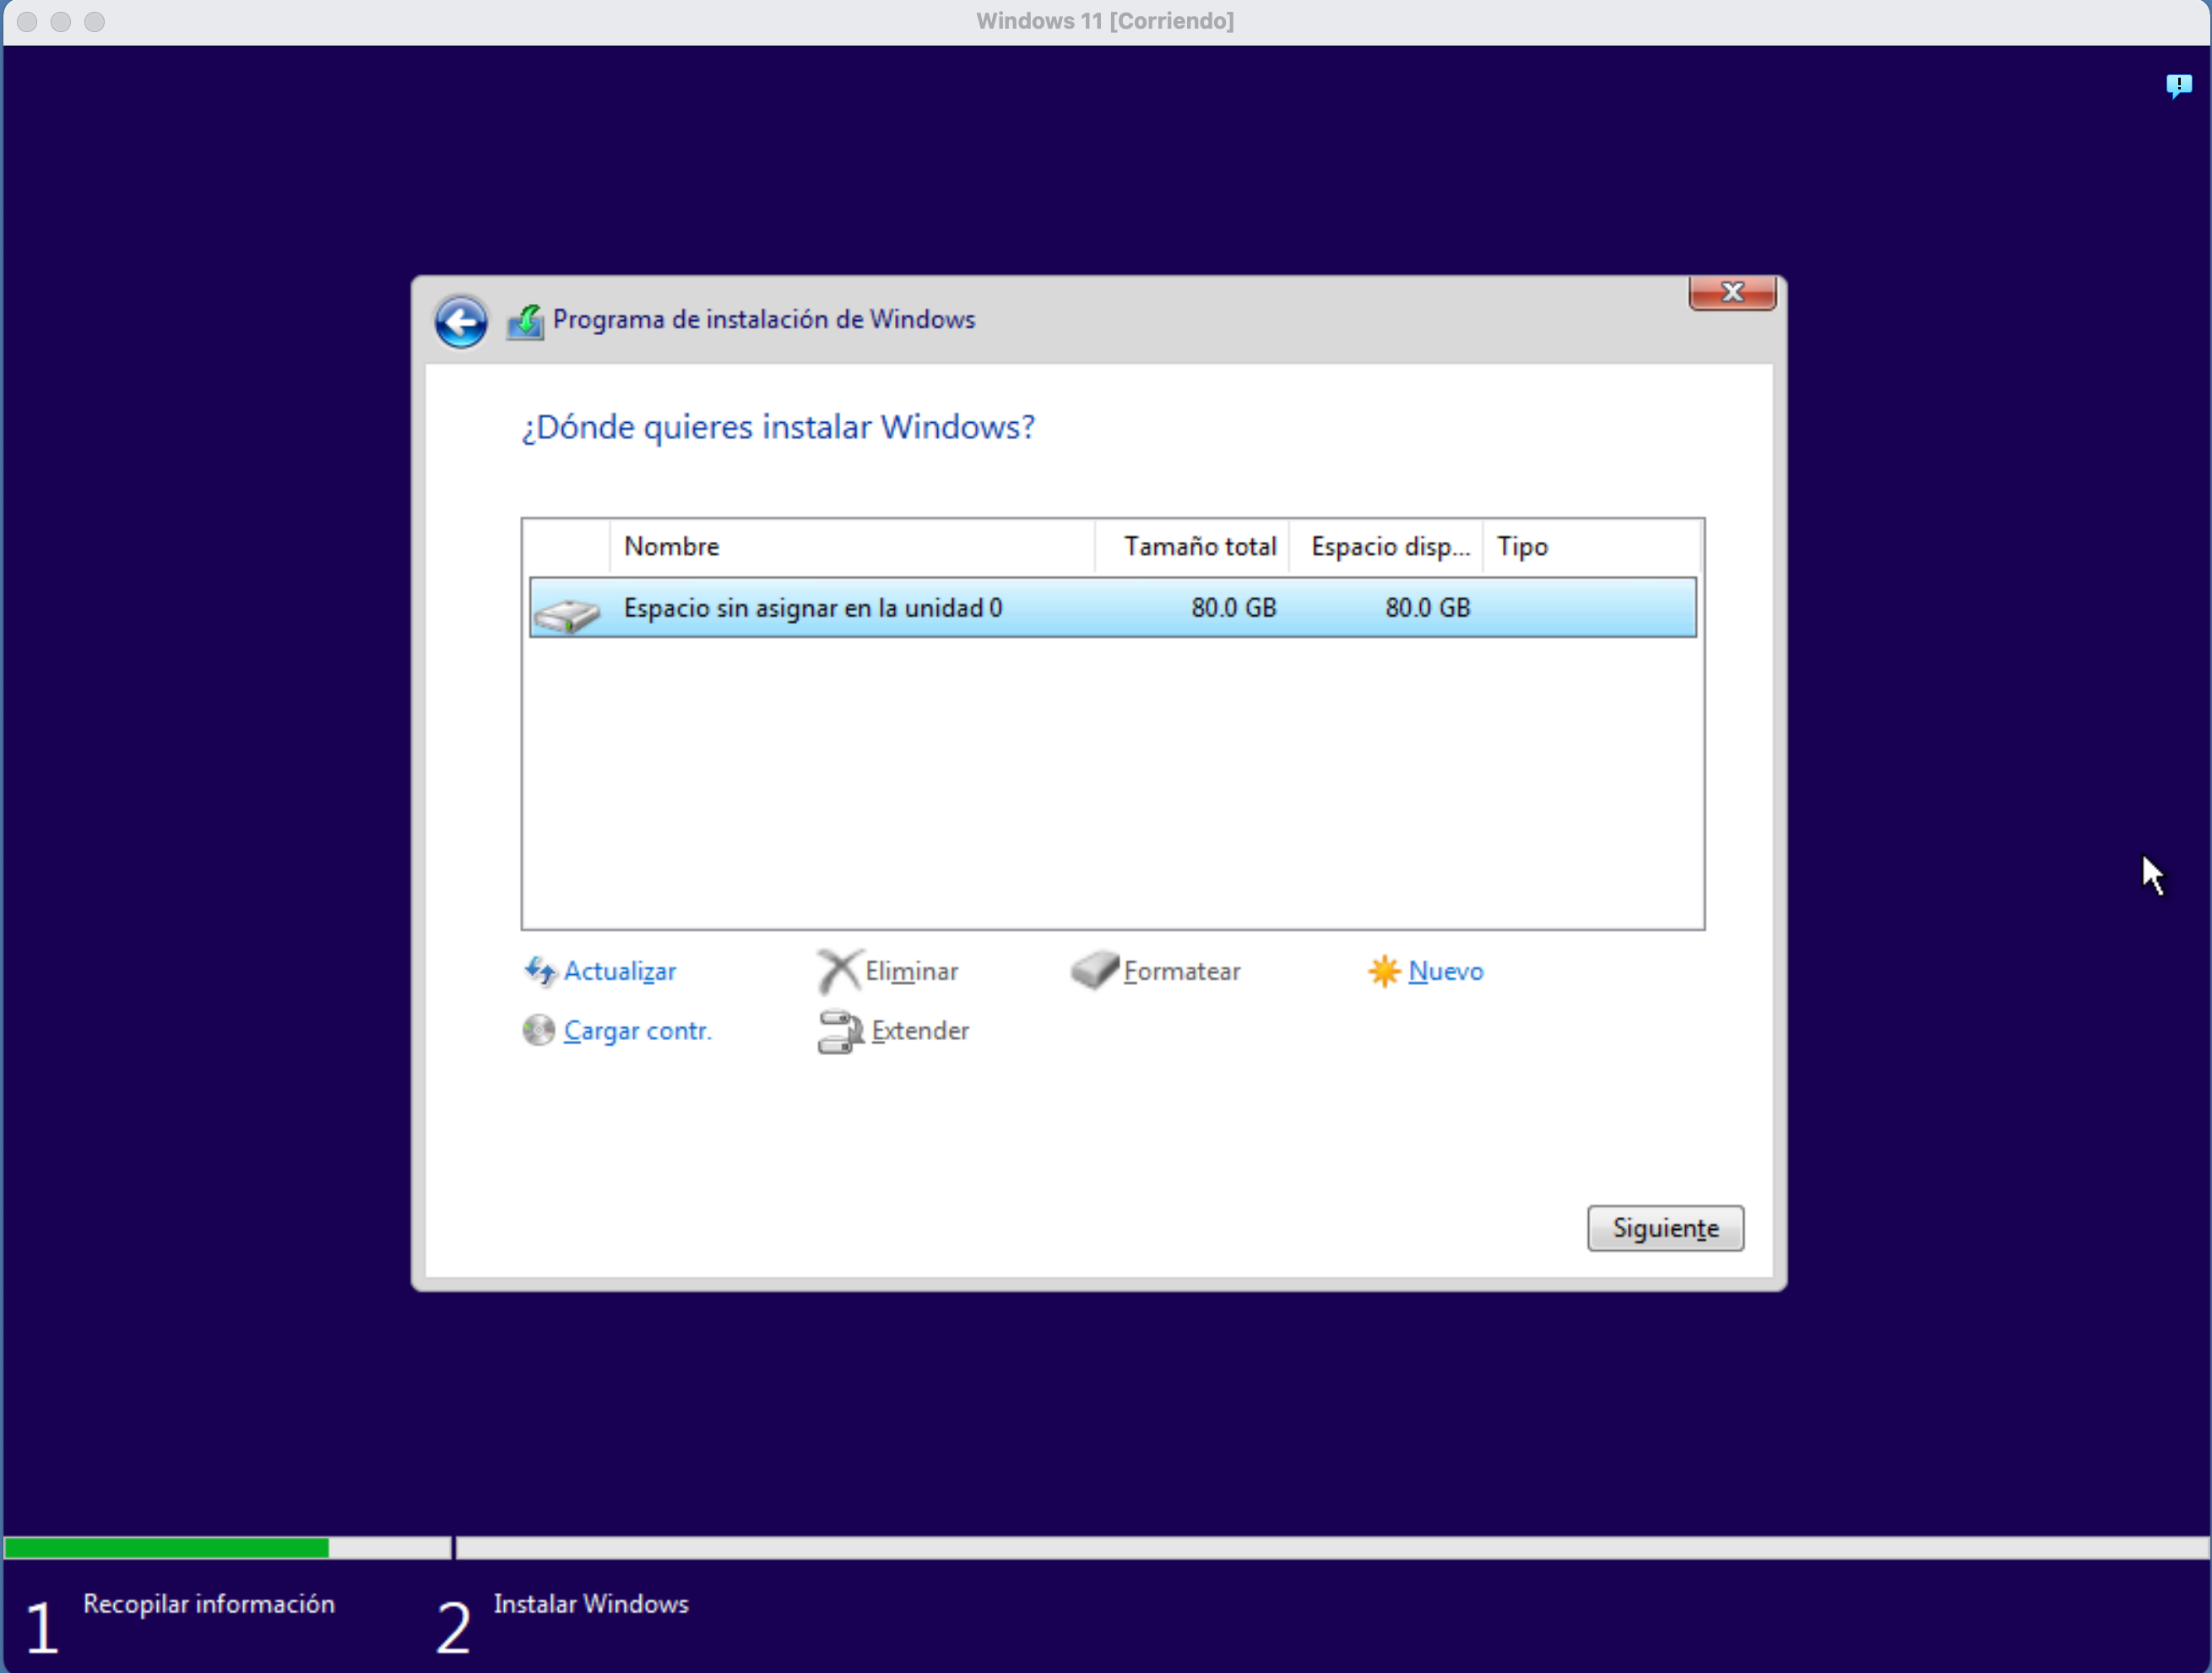 Windows 11 [Corriendo]
Programa de instalación de Windows
¿Dónde quieres instalar Windows?
Nombre Tamaño total Espacio disp... Tipo
Espacio sin asignar en la unidad 0 80.0 GB 80.0 GB
Actualizar Eliminar Formatear Nuevo
Cargar contr. Extender
Siguiente
1 Recopilar información 2 Instalar Windows